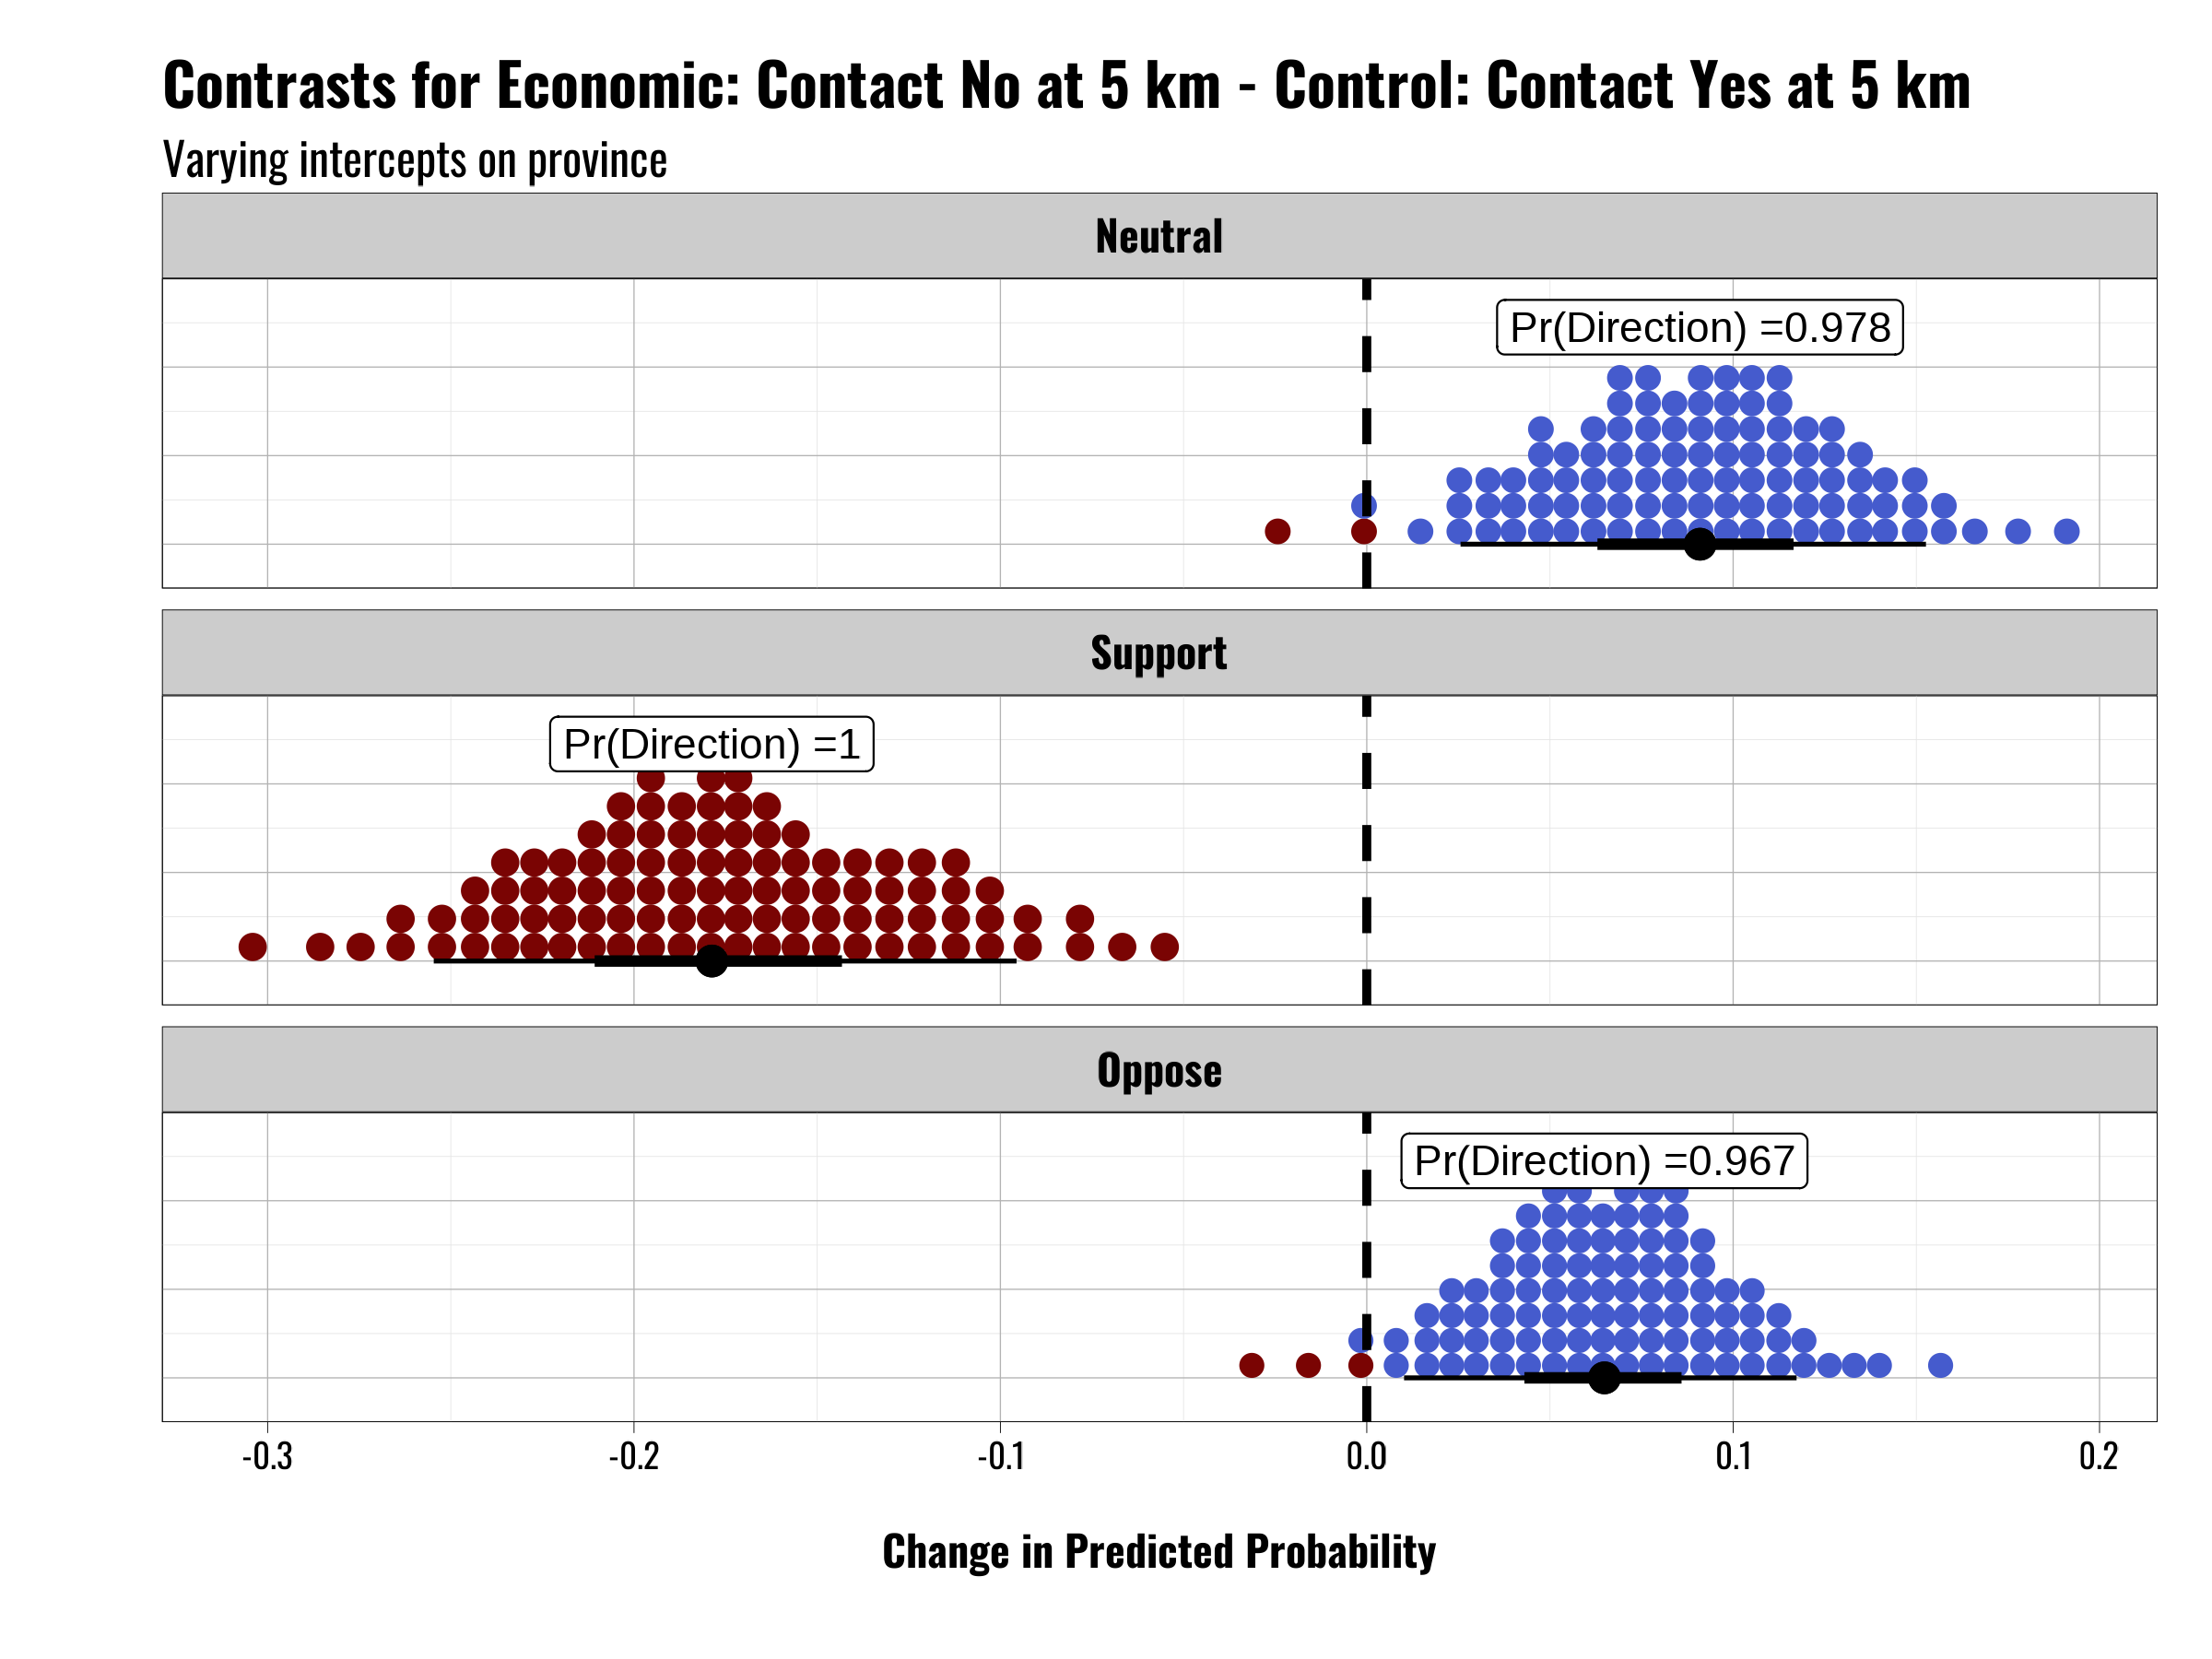 Contrasts for Economic: Contact No at 5 km - Control: Contact Yes at 5 km
Varying intercepts on province
Neutral
Pr(Direction) =0.978
Support
Pr(Direction) =1
Oppose
Pr(Direction) =0.967
-0.3 -0.2 -0.1 0.0 0.1 0.2
Change in Predicted Probability